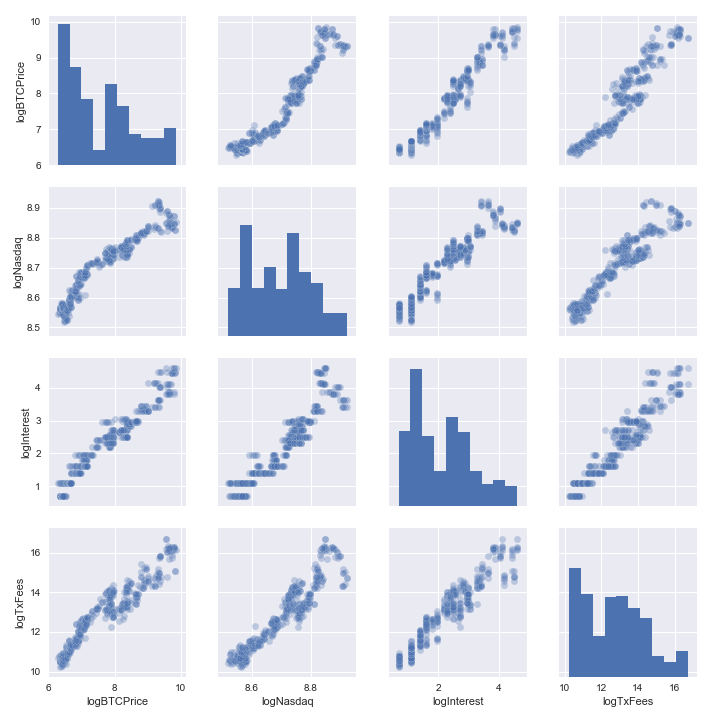 10
9
8
7
6
logBTCPrice
8.9
8.8
8.7
8.6
8.5
logNasdaq
4
3
2
1
logInterest
16
14
12
10
logTxFees
6 8 10
8.6 8.8
2 4
10 12 14 16
logBTCPrice logNasdaq logInterest logTxFees